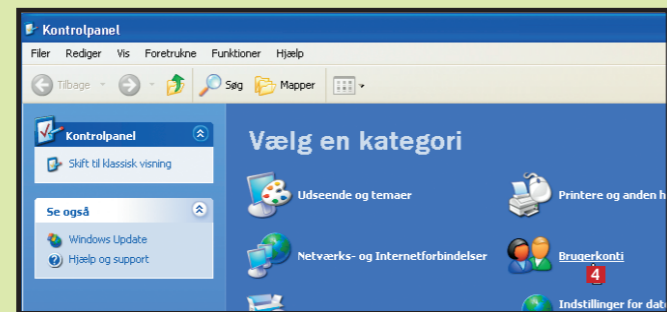 Kontrolpanel
Filer Rediger Vis Foretrukne Funktioner Hjælp
Tilbage Søg Mapper
Kontrolpanel
Skift til klassisk visning
Se også
Windows Update
Hjælp og support
Vælg en kategori
Udseende og temaer
Printere og anden h
Netværks- og Internetforbindelser
Brugerkonti
4
Indstillinger for dat